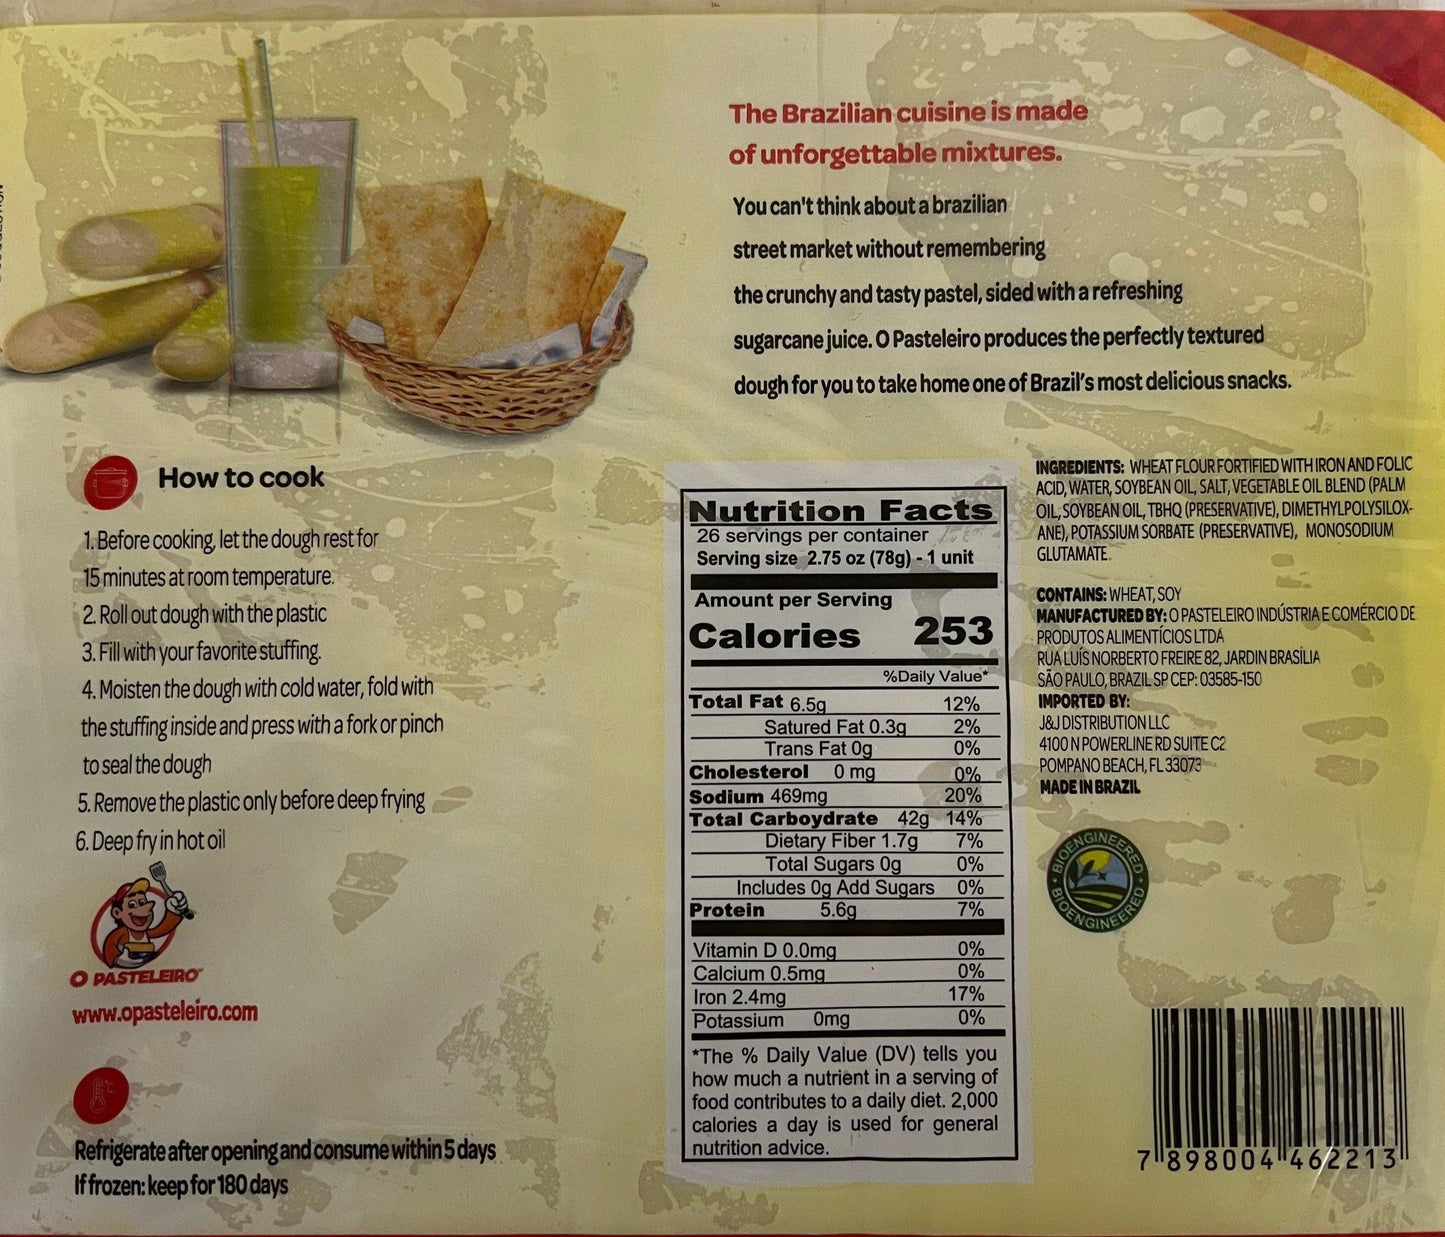 The Brazilian cuisine is made
of unforgettable mixtures.
You can't think about a brazilian
street market without remembering
the crunchy and tasty pastel, sided with a refreshing
sugarcane juice. O Pasteleiro produces the perfectly textured
dough for you to take home one of Brazil's most delicious snacks.
How to cook
1. Before cooking, let the dough rest for
15 minutes at room temperature.
2. Roll out dough with the plastic
3. Fill with your favorite stuffing.
4. Moisten the dough with cold water, fold with
the stuffing inside and press with a fork or pinch
to seal the dough
5. Remove the plastic only before deep frying
6. Deep fry in hot oil
O PASTELEIRO
www.opasteleiro.com
°C
Refrigerate after opening and consume within 5 days
If frozen: keep for 180 days
Nutrition Facts
26 servings per container
Serving size 2.75 oz (78g) - 1 unit
Amount per Serving
Calories 253
%Daily Value*
Total Fat 6.5g 12%
Satured Fat 0.3g 2%
Trans Fat 0g 0%
Cholesterol 0 mg 0%
Sodium 469mg 20%
Total Carboydrate 42g 14%
Dietary Fiber 1.7g 7%
Total Sugars 0g 0%
Includes 0g Add Sugars 0%
Protein 5.6g 7%
Vitamin D 0.0mg 0%
Calcium 0.5mg 0%
Iron 2.4mg 17%
Potassium 0mg 0%
*The % Daily Value (DV) tells you
how much a nutrient in a serving of
food contributes to a daily diet. 2,000
calories a day is used for general
nutrition advice.
INGREDIENTS: WHEAT FLOUR FORTIFIED WITH IRON AND FOLIC
ACID, WATER, SOYBEAN OIL, SALT, VEGETABLE OIL BLEND (PALM
OIL, SOYBEAN OIL, TBHQ (PRESERVATIVE), DIMETHYLPOLYSILOX-
ANE), POTASSIUM SORBATE (PRESERVATIVE), MONOSODIUM
GLUTAMATE.
CONTAINS: WHEAT, SOY
MANUFACTURED BY: O PASTELEIRO INDÚSTRIA E COMÉRCIO DE
PRODUTOS ALIMENTÍCIOS LTDA
RUA LUÍS NORBERTO FREIRE 82, JARDIN BRASÍLIA
SÃO PAULO, BRAZIL SP CEP: 03585-150
IMPORTED BY:
J&J DISTRIBUTION LLC
4100 N POWERLINE RD SUITE C2
POMPANO BEACH, FL 33073
MADE IN BRAZIL
BIOENGINEERED
BIOENGINEERED
7 898004 462213